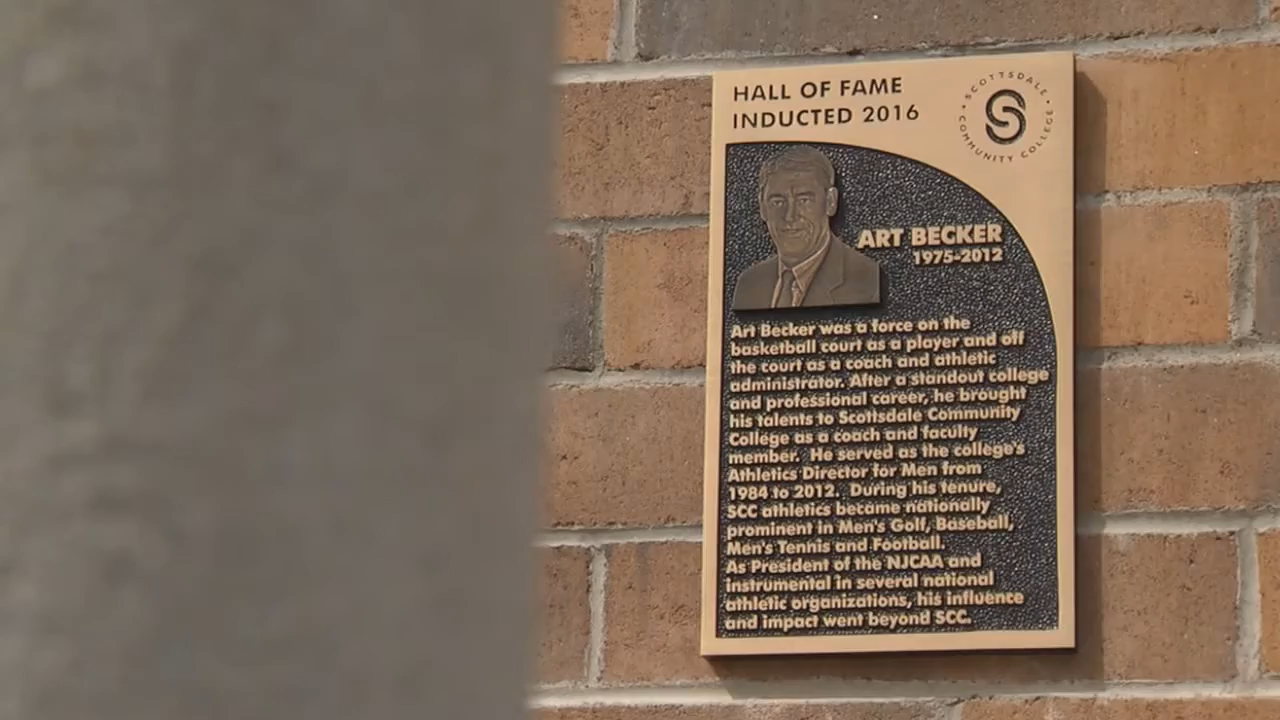 HALL OF FAME
INDUCTED 2016
SCOTTSDALE
COMMUNITY COLLEGE
S
ART BECKER
1975-2012
Art Becker was a force on the
basketball court as a player and off
the court as a coach and athletic
administrator. After a standout college
and professional career, he brought
his talents to Scottsdale Community
College as a coach and faculty
member. He served as the college's
Athletics Director for Men from
1984 to 2012. During his tenure,
SCC athletics became nationally
prominent in Men's Golf, Baseball,
Men's Tennis and Football.
As President of the NJCAA and
instrumental in several national
athletic organizations, his influence
and impact went beyond SCC.